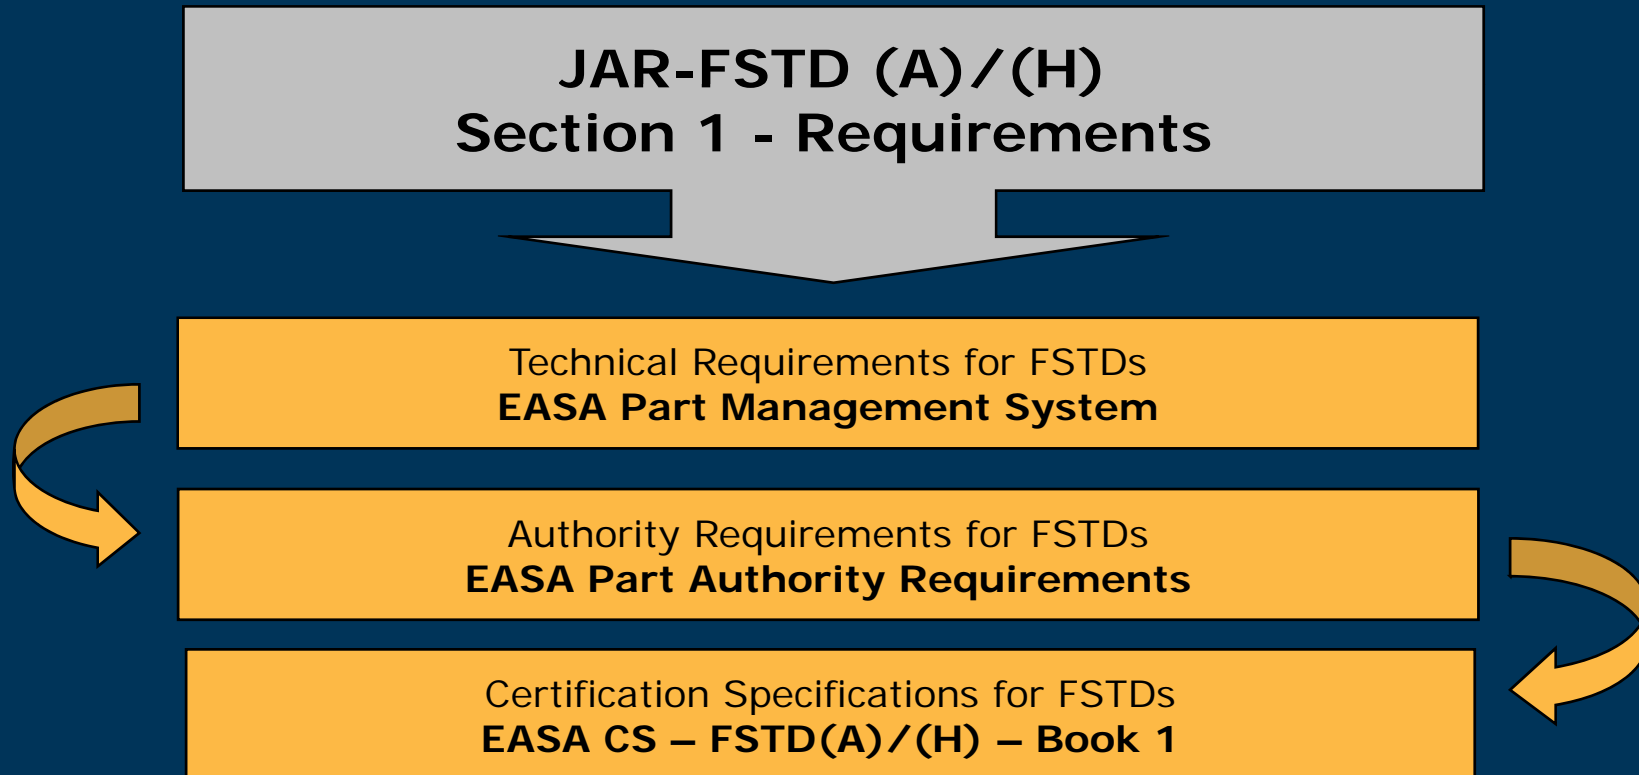 JAR-FSTD (A)/(H)
Section 1 - Requirements
Technical Requirements for FSTDs
EASA Part Management System
Authority Requirements for FSTDs
EASA Part Authority Requirements
Certification Specifications for FSTDs
EASA CS – FSTD(A)/(H) – Book 1